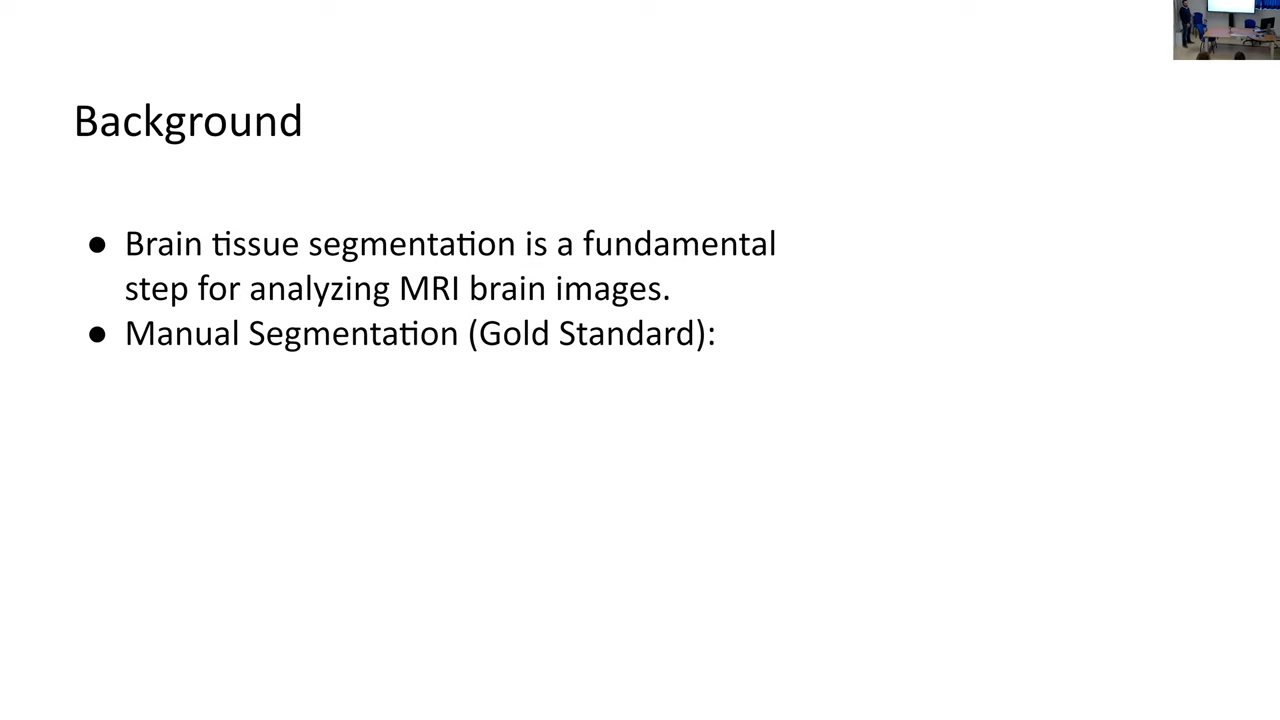 Background
● Brain tissue segmentation is a fundamental
step for analyzing MRI brain images.
● Manual Segmentation (Gold Standard):